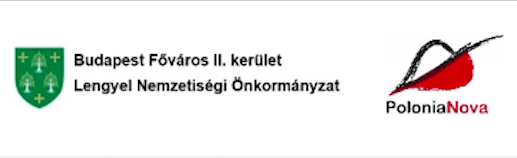 Budapest Főváros II. kerület
Lengyel Nemzetiségi Önkormányzat
PoloniaNova